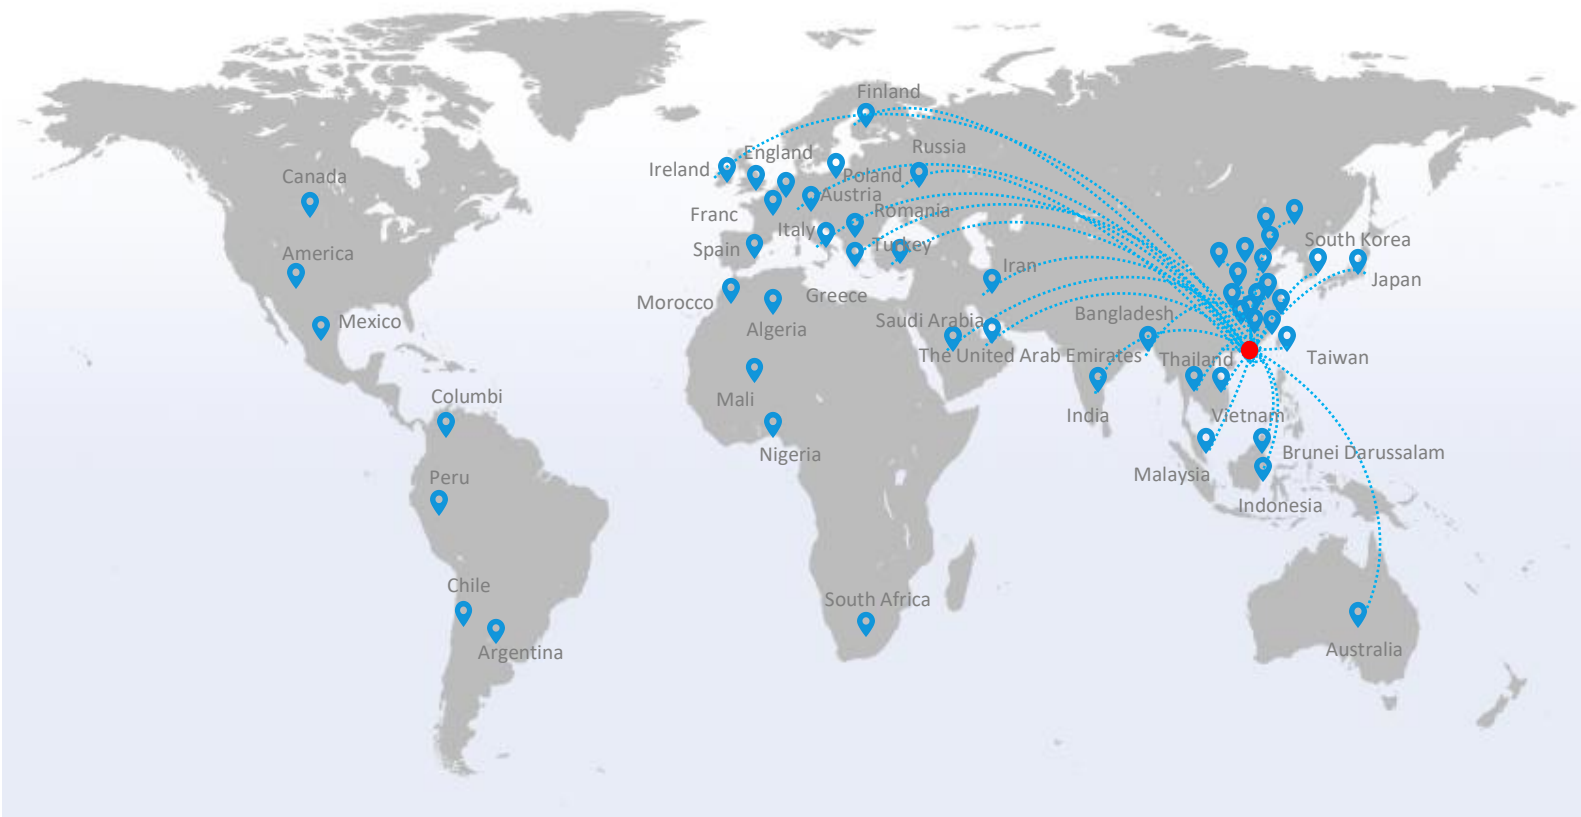 Finland
England
Russia
Ireland
Poland
Canada
Austria
Franc
Romania
Italy
Spain
Turkey
South Korea
America
Iran
Japan
Morocco
Greece
Algeria
Saudi Arabia
Bangladesh
Mexico
The United Arab Emirates
Thailand
Taiwan
Mali
Columbi
India
Vietnam
Nigeria
Brunei Darussalam
Malaysia
Peru
Indonesia
Chile
South Africa
Argentina
Australia